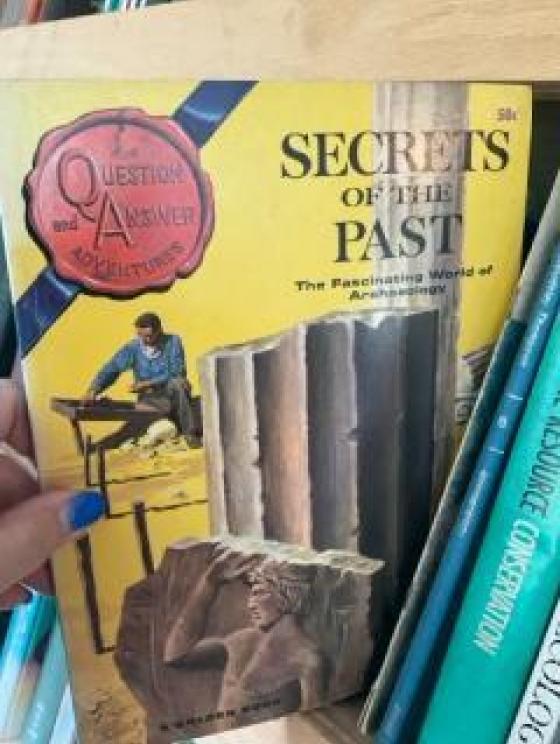 QUESTION
and ANSWER
ADVENTURES
50¢
SECRETS
OF THE
PAST
The Fascinating World of
Archaeology
A GOLDEN BOOK
RESOURCE CONSERVATION